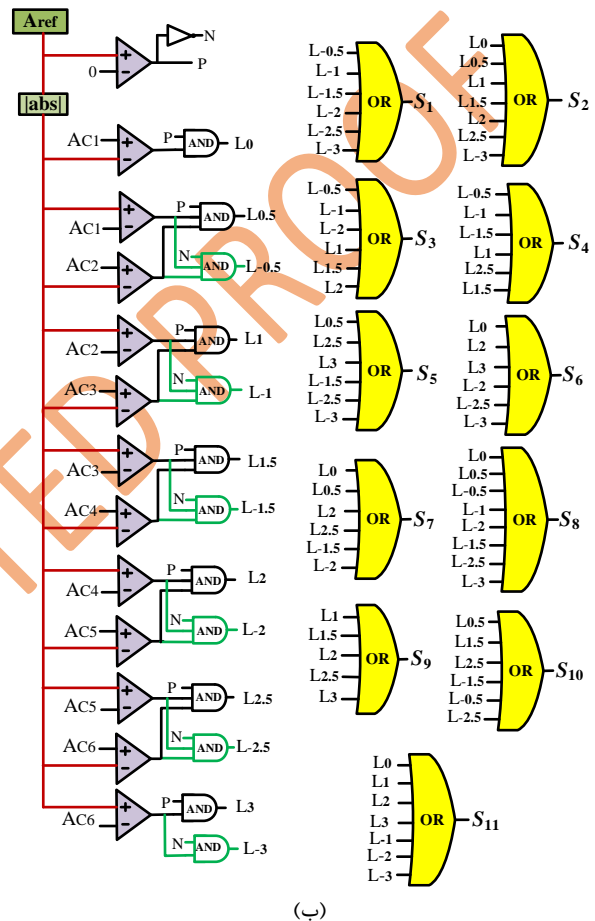 Aref
+
−
0
N
P
|abs|
AC1
+
−
P
AND
L0
+
−
AC1
P
AND
L0.5
AC2
+
−
N
AND
L-0.5
+
−
AC2
P
AND
L1
AC3
+
−
N
AND
L-1
+
−
AC3
P
AND
L1.5
AC4
+
−
N
AND
L-1.5
AC4
+
−
P
AND
L2
AC5
+
−
N
AND
L-2
+
−
AC5
P
AND
L2.5
AC6
+
−
N
AND
L-2.5
+
−
AC6
P
AND
L3
N
AND
L-3
L-0.5
L-1
L-1.5
L-2
L-2.5
L-3
OR
S1
L0
L0.5
L1
L1.5
L2
L2.5
L-3
OR
S2
L-0.5
L-1
L-2
L1
L1.5
L2
OR
S3
L-0.5
L-1
L-1.5
L1
L2.5
L1.5
OR
S4
L0.5
L2.5
L3
L-1.5
L-2.5
L-3
OR
S5
L0
L2
L3
L-2
L-2.5
L-3
OR
S6
L0
L0.5
L2
L2.5
L-1.5
L-2
OR
S7
L0
L0.5
L-0.5
L-1
L-2
L-1.5
L-2.5
L-3
OR
S8
L1
L1.5
L2
L2.5
L3
OR
S9
L0.5
L1.5
L2.5
L-1.5
L-0.5
L-2.5
OR
S10
L0
L1
L2
L3
L-1
L-2
L-3
OR
S11
(ب)
TED PROOF